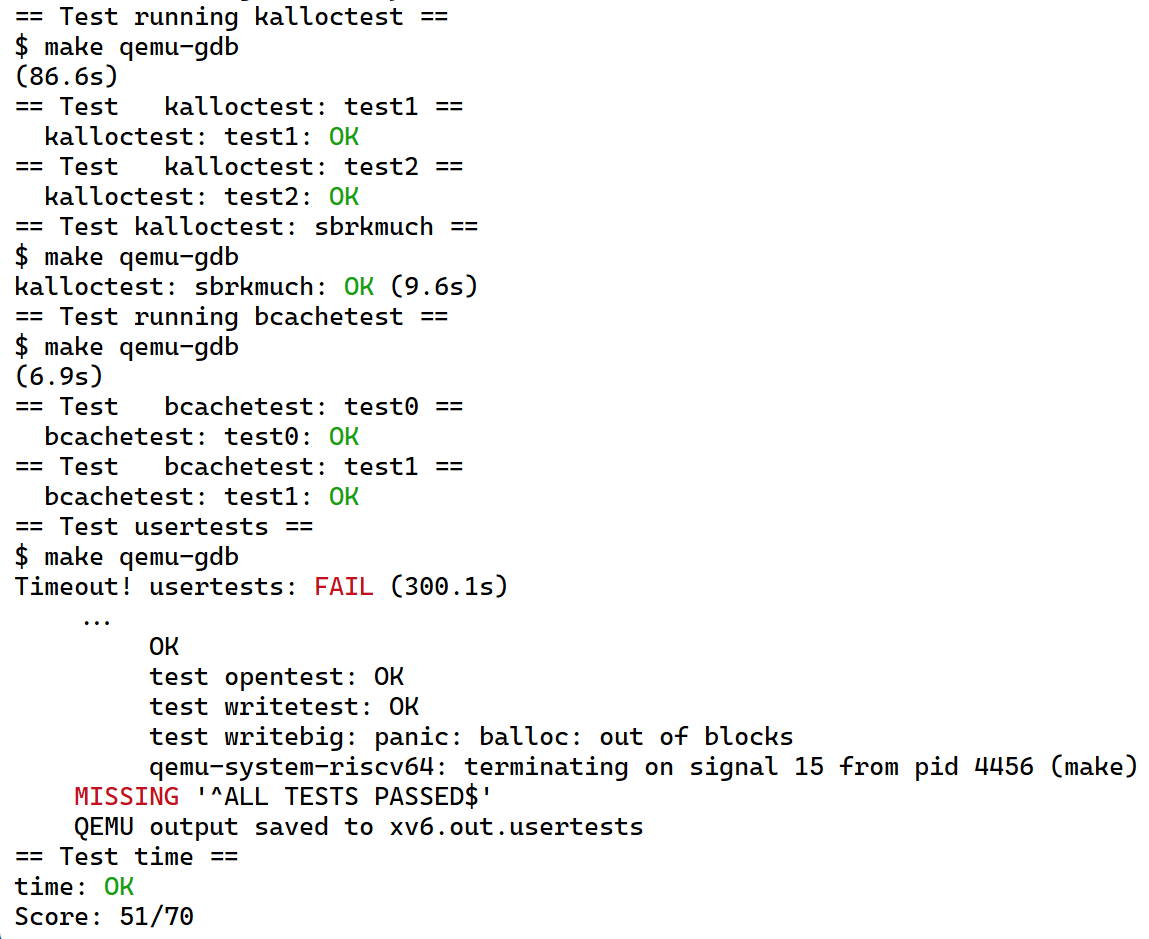 == Test running kalloctest ==
$ make qemu-gdb
(86.6s)
== Test   kalloctest: test1 ==
  kalloctest: test1: OK
== Test   kalloctest: test2 ==
  kalloctest: test2: OK
== Test kalloctest: sbrkmuch ==
$ make qemu-gdb
kalloctest: sbrkmuch: OK (9.6s)
== Test running bcachetest ==
$ make qemu-gdb
(6.9s)
== Test   bcachetest: test0 ==
  bcachetest: test0: OK
== Test   bcachetest: test1 ==
  bcachetest: test1: OK
== Test usertests ==
$ make qemu-gdb
Timeout! usertests: FAIL (300.1s)
    ...
         OK
         test opentest: OK
         test writetest: OK
         test writebig: panic: balloc: out of blocks
         qemu-system-riscv64: terminating on signal 15 from pid 4456 (make)
    MISSING '^ALL TESTS PASSED$'
    QEMU output saved to xv6.out.usertests
== Test time ==
time: OK
Score: 51/70